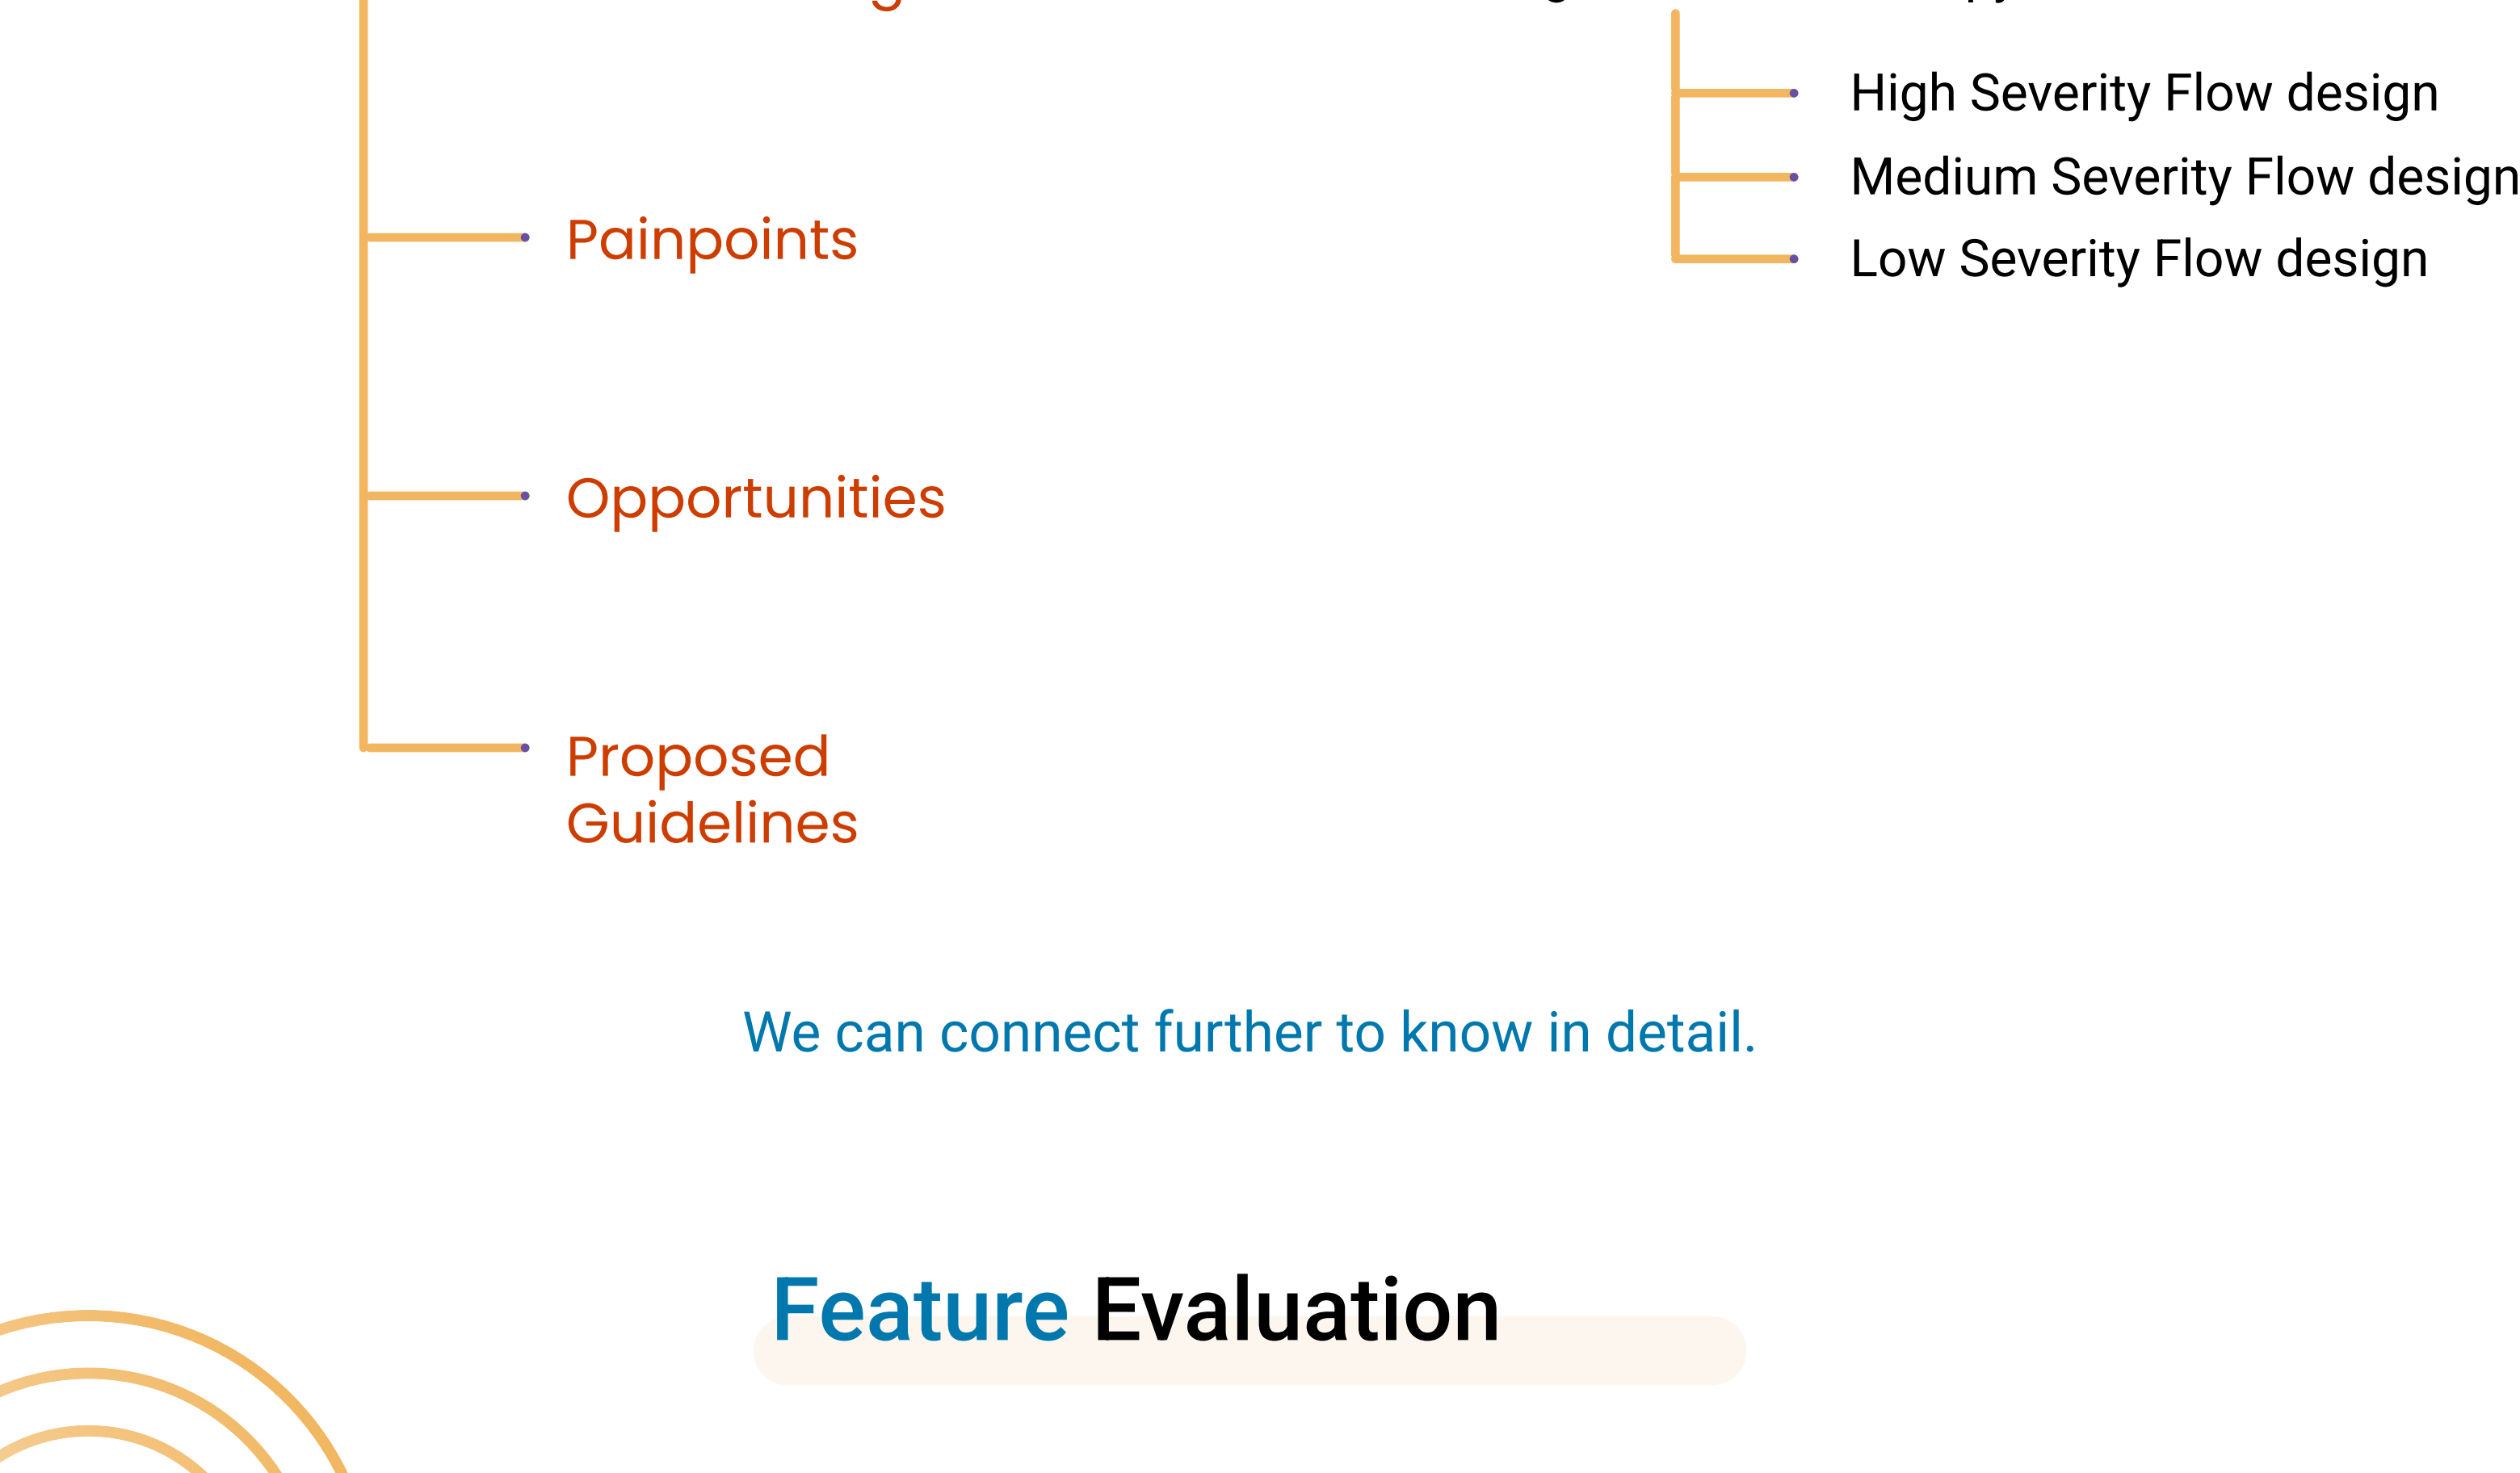 High Severity Flow design
Medium Severity Flow design
Low Severity Flow design
Painpoints
Opportunities
Proposed
Guidelines
We can connect further to know in detail.
Feature Evaluation